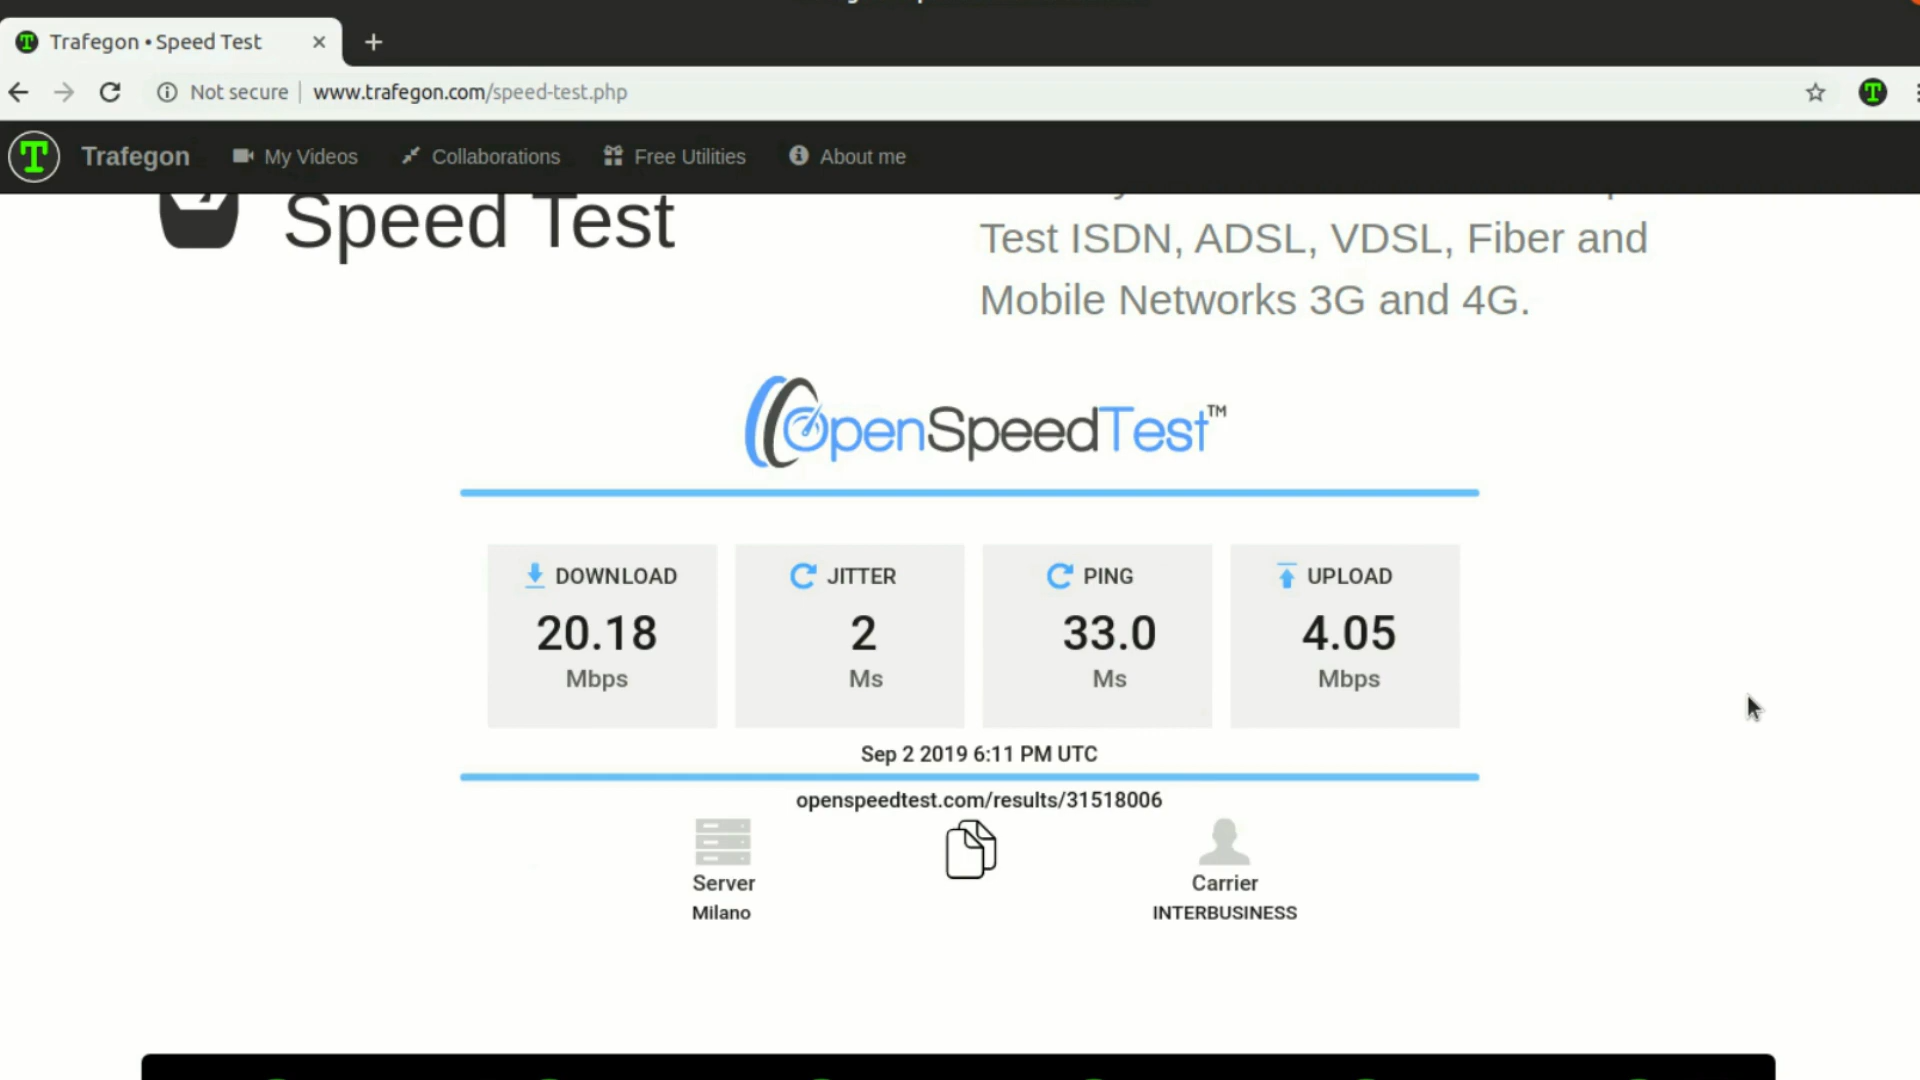 Trafegon • Speed Test
Not secure | www.trafegon.com/speed-test.php
T
Trafegon My Videos Collaborations Free Utilities About me
Speed Test
Test ISDN, ADSL, VDSL, Fiber and
Mobile Networks 3G and 4G.
OpenSpeedTest™
DOWNLOAD
20.18
Mbps
JITTER
2
Ms
PING
33.0
Ms
UPLOAD
4.05
Mbps
Sep 2 2019 6:11 PM UTC
openspeedtest.com/results/31518006
Server
Milano
Carrier
INTERBUSINESS